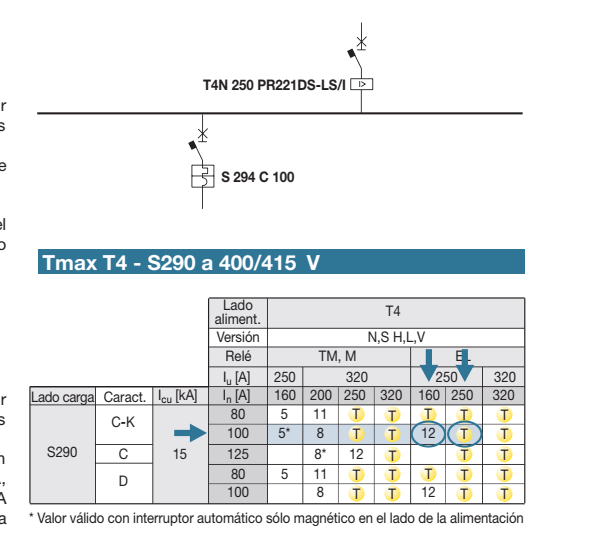 T4N 250 PR221DS-LS/I I>
r
s
e
S 294 C 100
el
o
Tmax T4 - S290 a 400/415 V
Lado aliment. T4
Versión N,S H,L,V
Relé TM, M EL
Iu [A] 250 320 250 320
Lado carga Caract. Icu [kA] In [A] 160 200 250 320 160 250 320
S290 C-K 15 80 5 11 T T T T T
100 5* 8 T T 12 T T
C 125 8* 12 T T T
D 80 5 11 T T T T T
100 8 T T 12 T T
r
s
n
.,
A
a
* Valor válido con interruptor automático sólo magnético en el lado de la alimentación